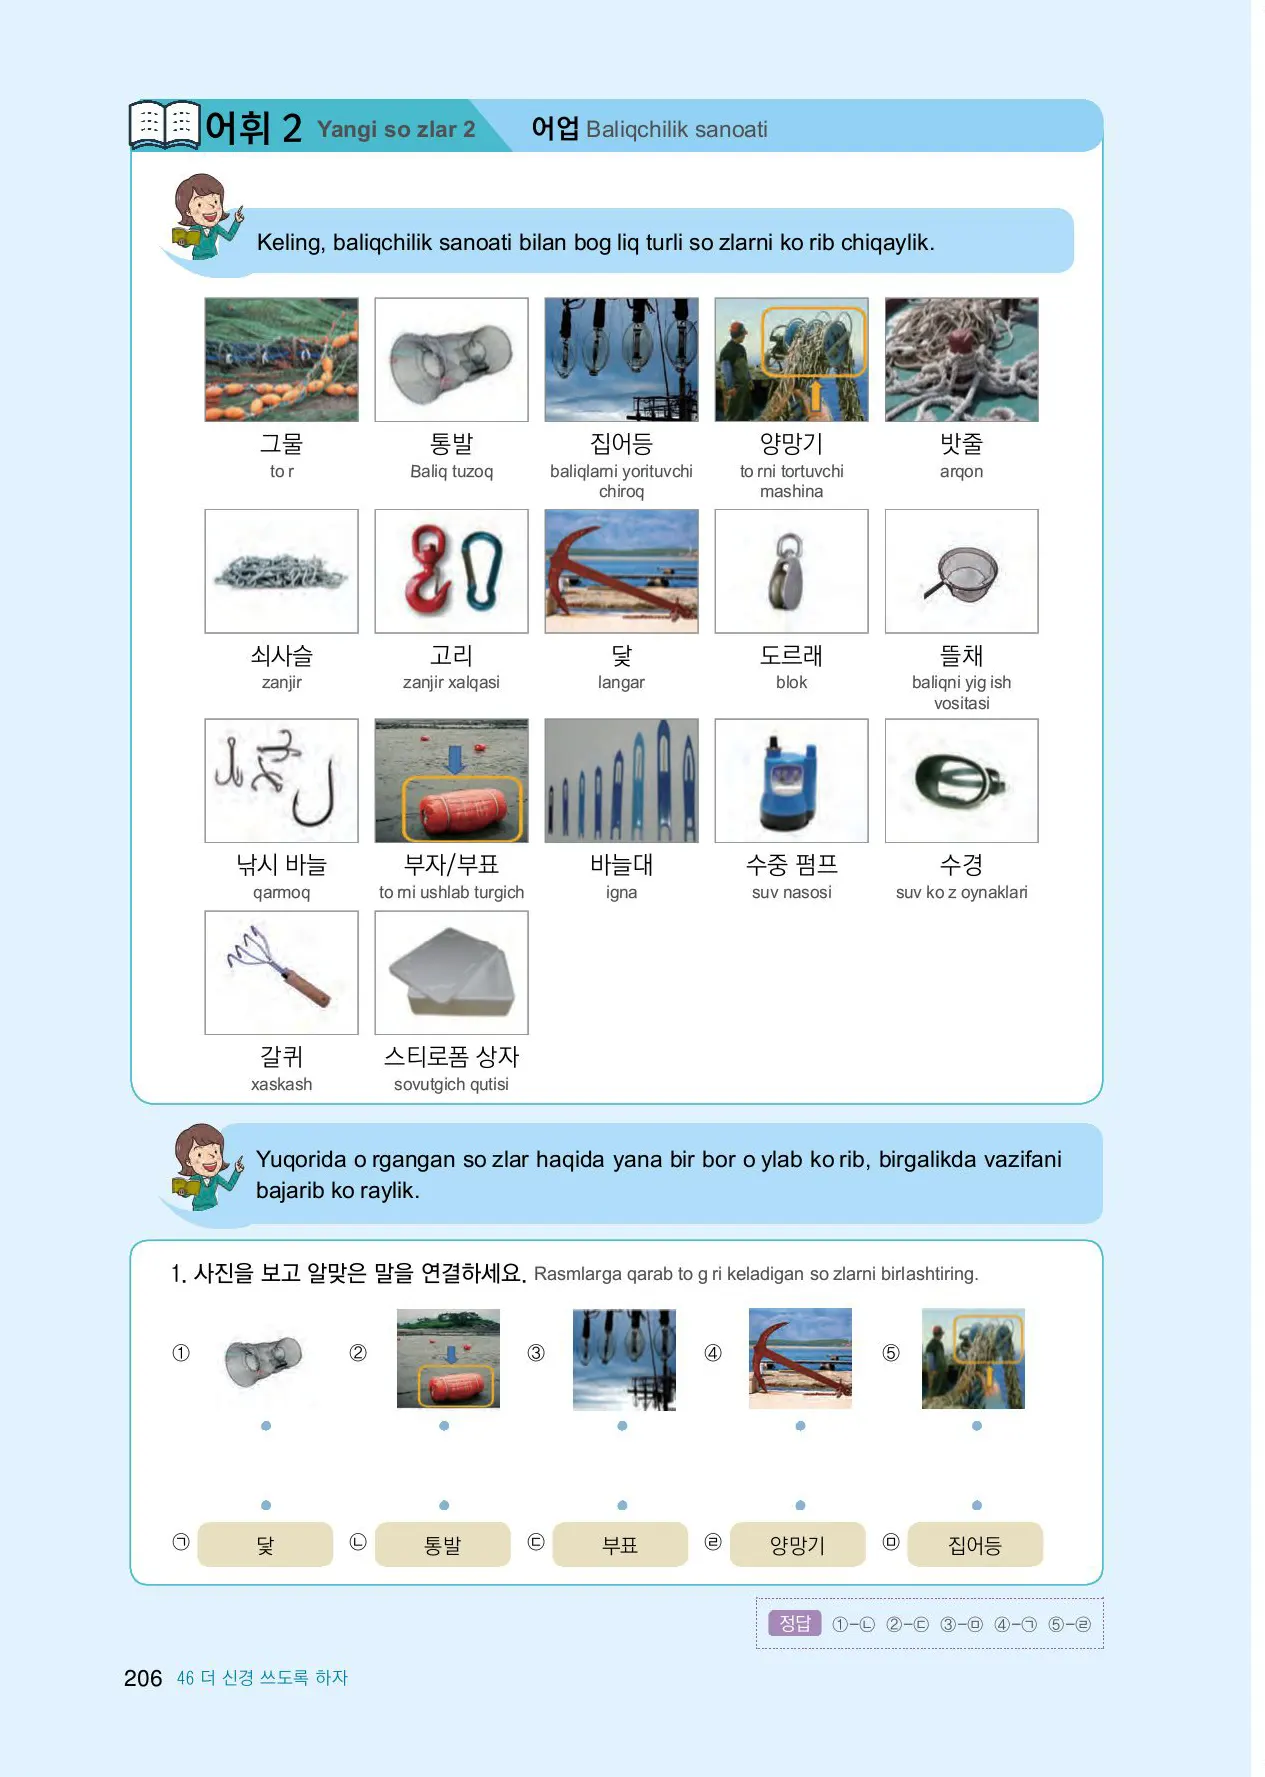 어휘 2 Yangi so zlar 2 어업 Baliqchilik sanoati
Keling, baliqchilik sanoati bilan bog liq turli so zlarni ko rib chiqaylik.
그물 통발 집어등 양망기 밧줄
to r Baliq tuzoq baliqlarni yorituvchi chiroq to rni tortuvchi mashina arqon
쇠사슬 고리 닻 도르래 뜰채
zanjir zanjir xalqasi langar blok baliqni yig ish vositasi
낚시 바늘 부자/부표 바늘대 수중 펌프 수경
qarmoq to rni ushlab turgich igna suv nasosi suv ko z oynaklari
갈퀴 스티로폼 상자
xaskash sovutgich qutisi
Yuqorida o rgangan so zlar haqida yana bir bor o ylab ko rib, birgalikda vazifani
bajarib ko raylik.
1. 사진을 보고 알맞은 말을 연결하세요. Rasmlarga qarab to g ri keladigan so zlarni birlashtiring.
① ② ③ ④ ⑤
㉠ 닻 ㉡ 통발 ㉢ 부표 ㉣ 양망기 ㉤ 집어등
정답 ①-㉡ ②-㉢ ③-㉤ ④-㉠ ⑤-㉣
206 46 더 신경 쓰도록 하자